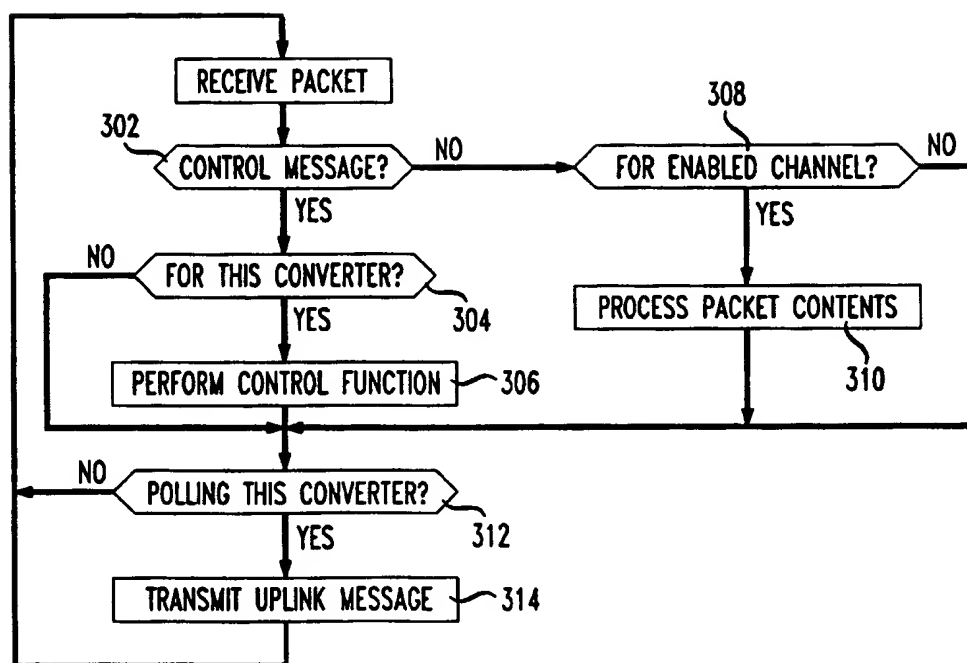 RECEIVE PACKET
302
CONTROL MESSAGE?
NO
308
FOR ENABLED CHANNEL?
NO
YES
YES
NO
FOR THIS CONVERTER?
304
YES
PROCESS PACKET CONTENTS
310
PERFORM CONTROL FUNCTION
306
NO
POLLING THIS CONVERTER?
312
YES
TRANSMIT UPLINK MESSAGE
314